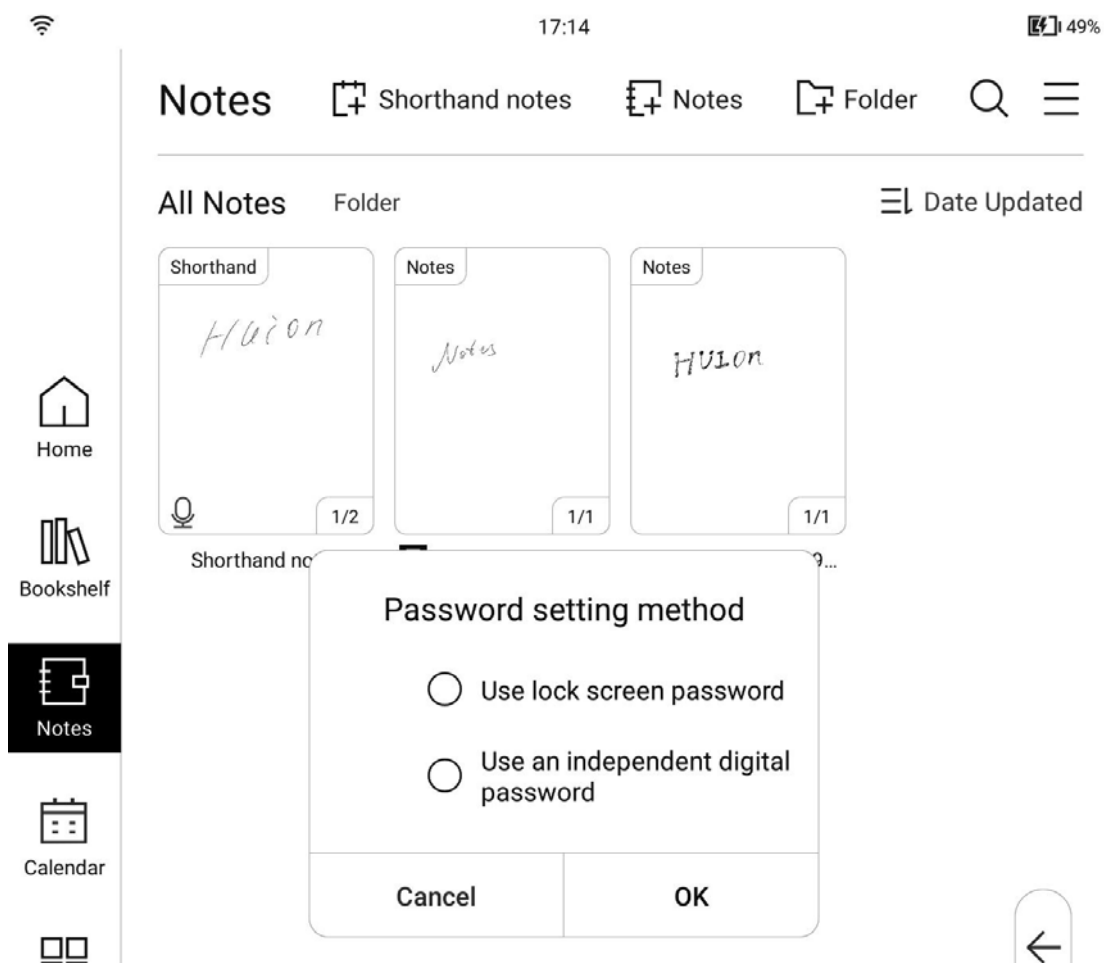 17:14
49%
Notes
Shorthand notes
Notes
Folder
All Notes
Folder
Date Updated
Shorthand
Notes
Notes
Huion
Notes
HUION
1/2
1/1
1/1
Shorthand no
9...
Home
Bookshelf
Notes
Calendar
Password setting method
Use lock screen password
Use an independent digital
password
Cancel
OK